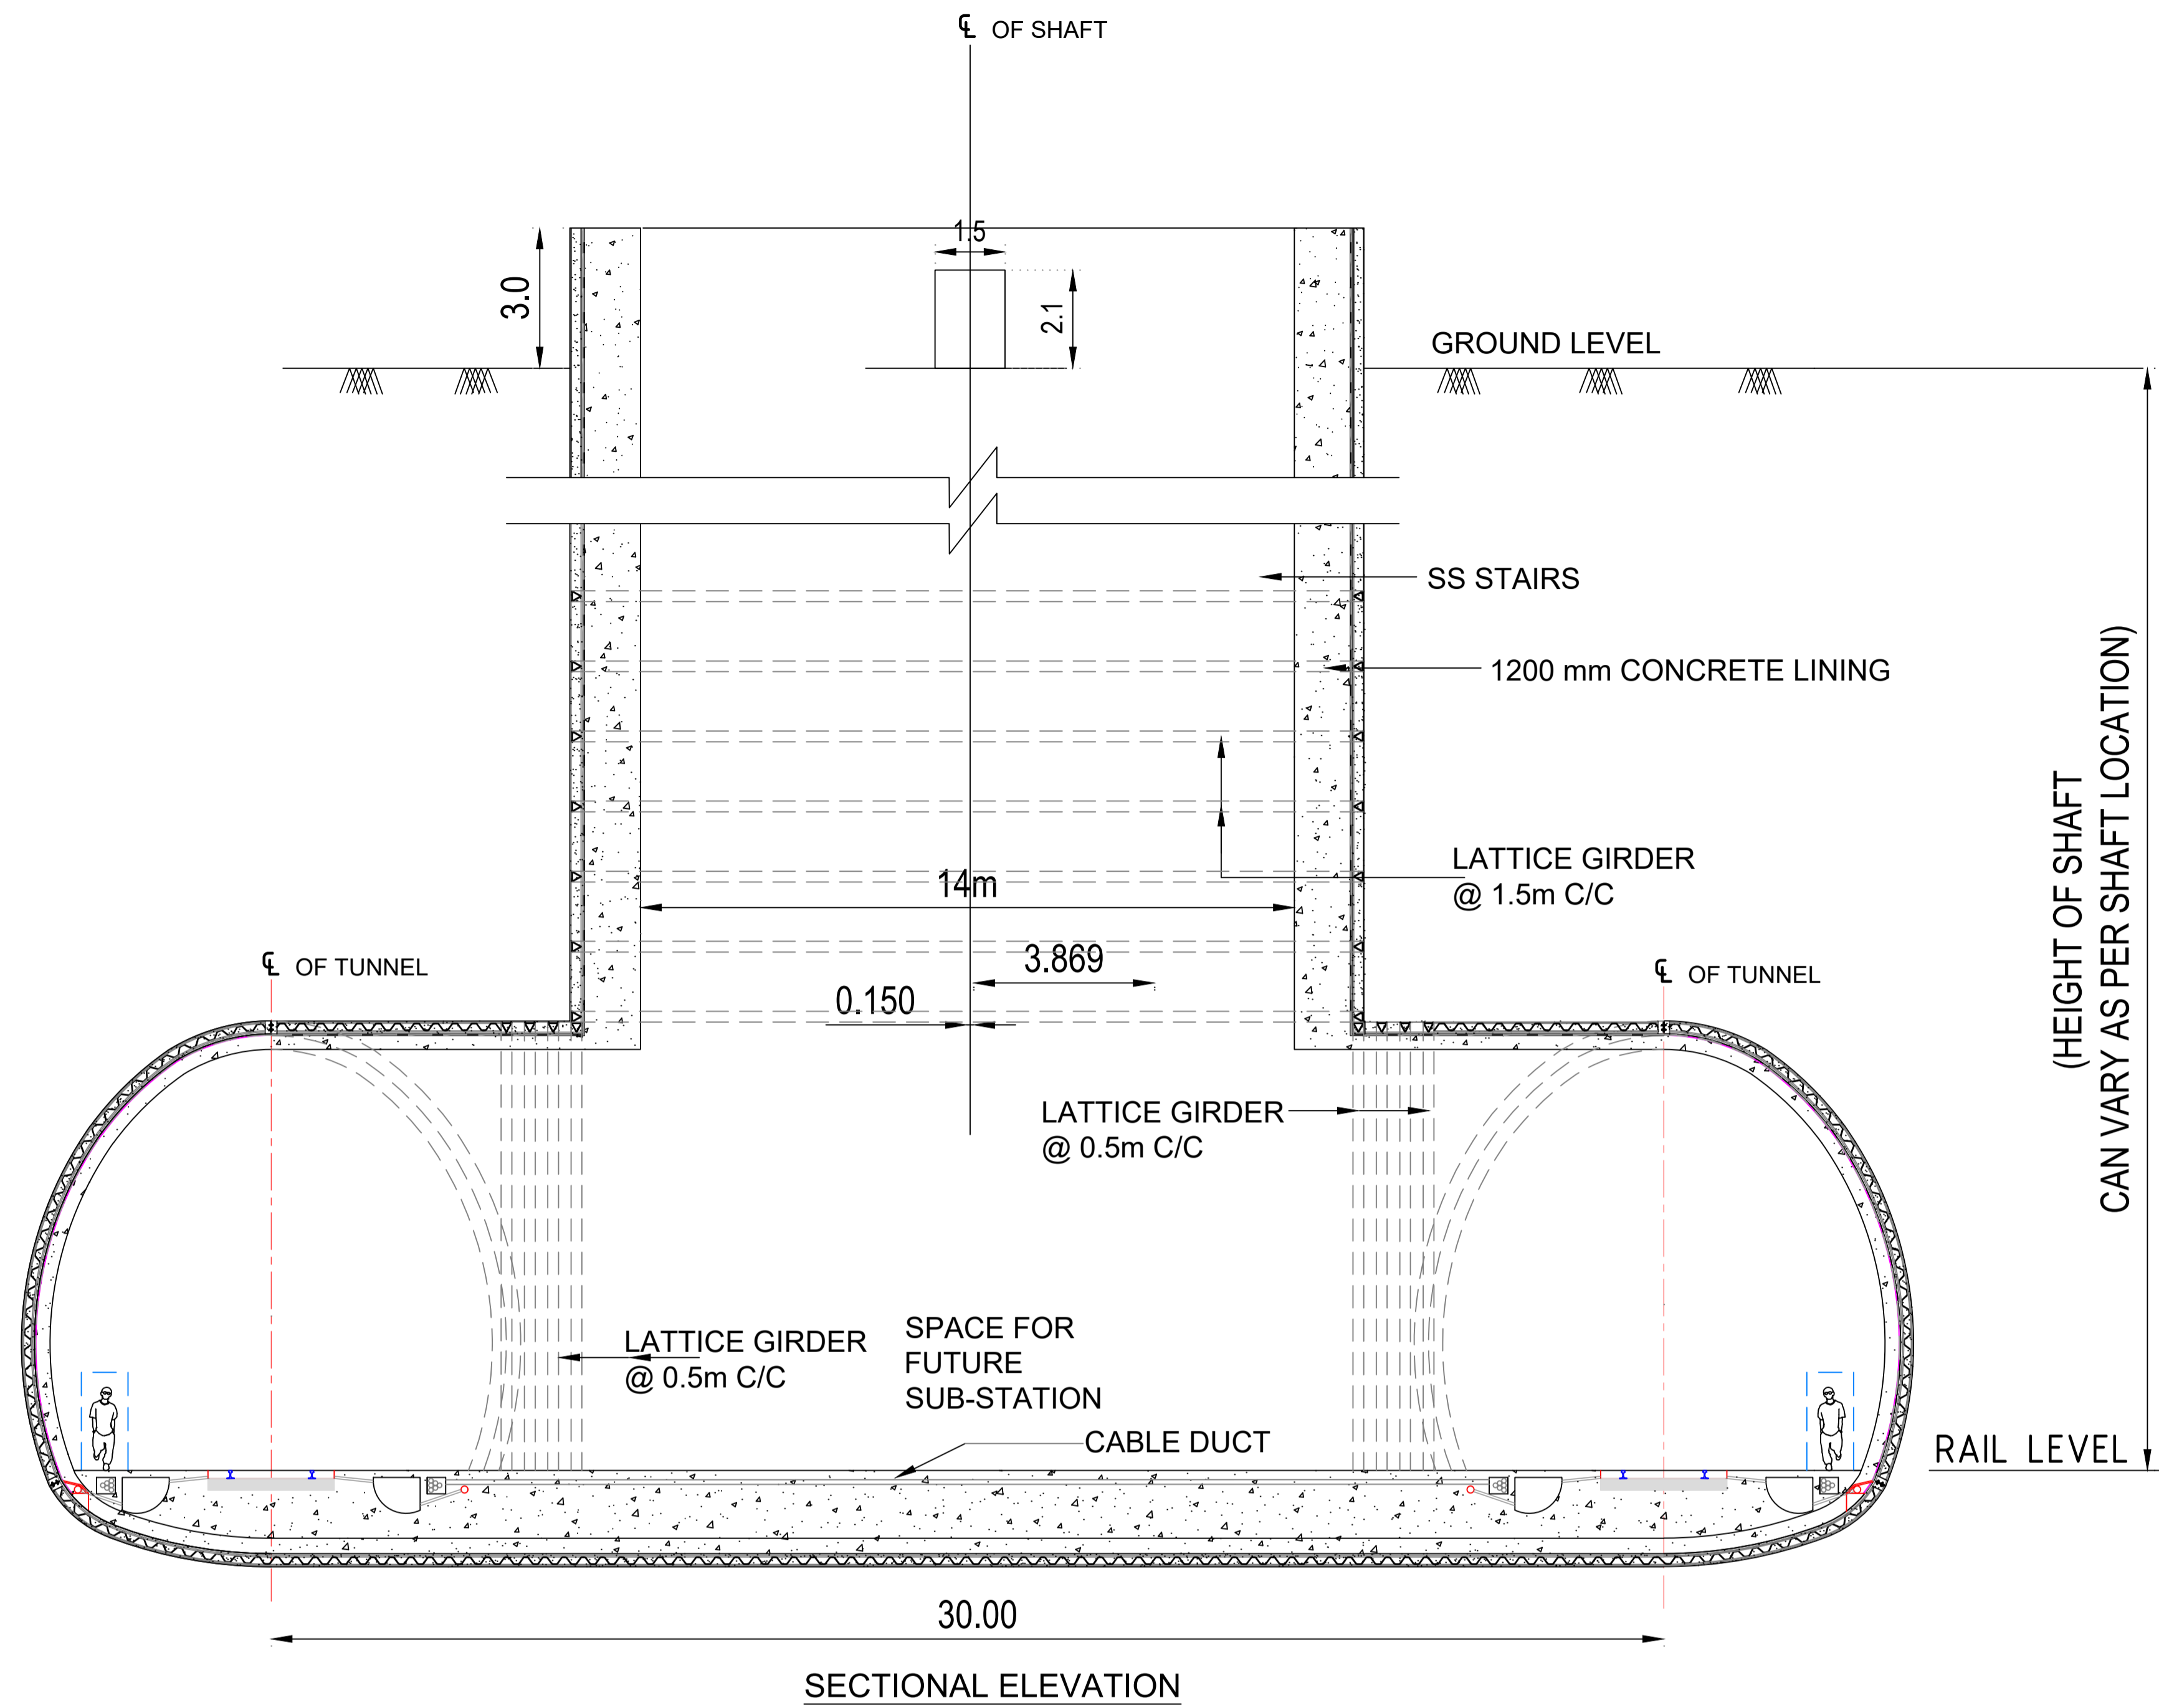 ℄ OF SHAFT
1.5
3.0
2.1
GROUND LEVEL
SS STAIRS
1200 mm CONCRETE LINING
(HEIGHT OF SHAFT
CAN VARY AS PER SHAFT LOCATION)
LATTICE GIRDER
@ 1.5m C/C
14m
3.869
0.150
℄ OF TUNNEL
℄ OF TUNNEL
LATTICE GIRDER
@ 0.5m C/C
LATTICE GIRDER
@ 0.5m C/C
SPACE FOR
FUTURE
SUB-STATION
CABLE DUCT
RAIL LEVEL
30.00
SECTIONAL ELEVATION